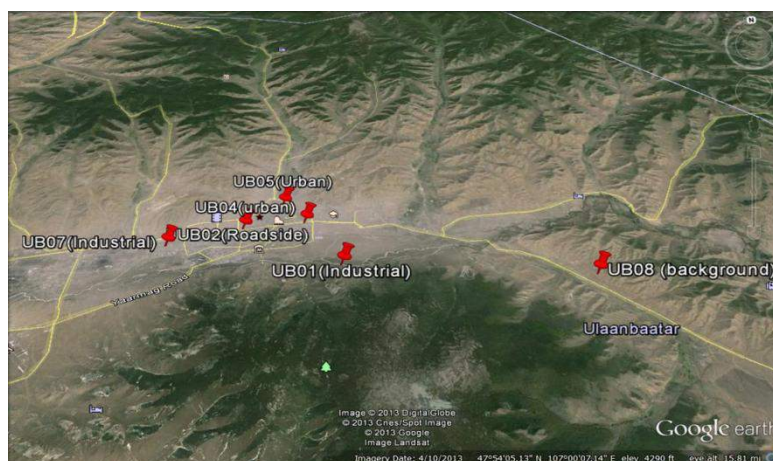 N
UB05(Urban)
UB04(urban)
UB02(Roadside)
UB07(Industrial)
UB01(Industrial)
UB08 (background)
Yaarmag Road
Ulaanbaatar
Image © 2013 DigitalGlobe
© 2013 Cnes/Spot Image
© 2013 Google
Image Landsat
Google earth
Imagery Date: 4/10/2013 47°54'05.13" N 107°00'07.14" E elev 4290 ft eye alt 15.81 mi